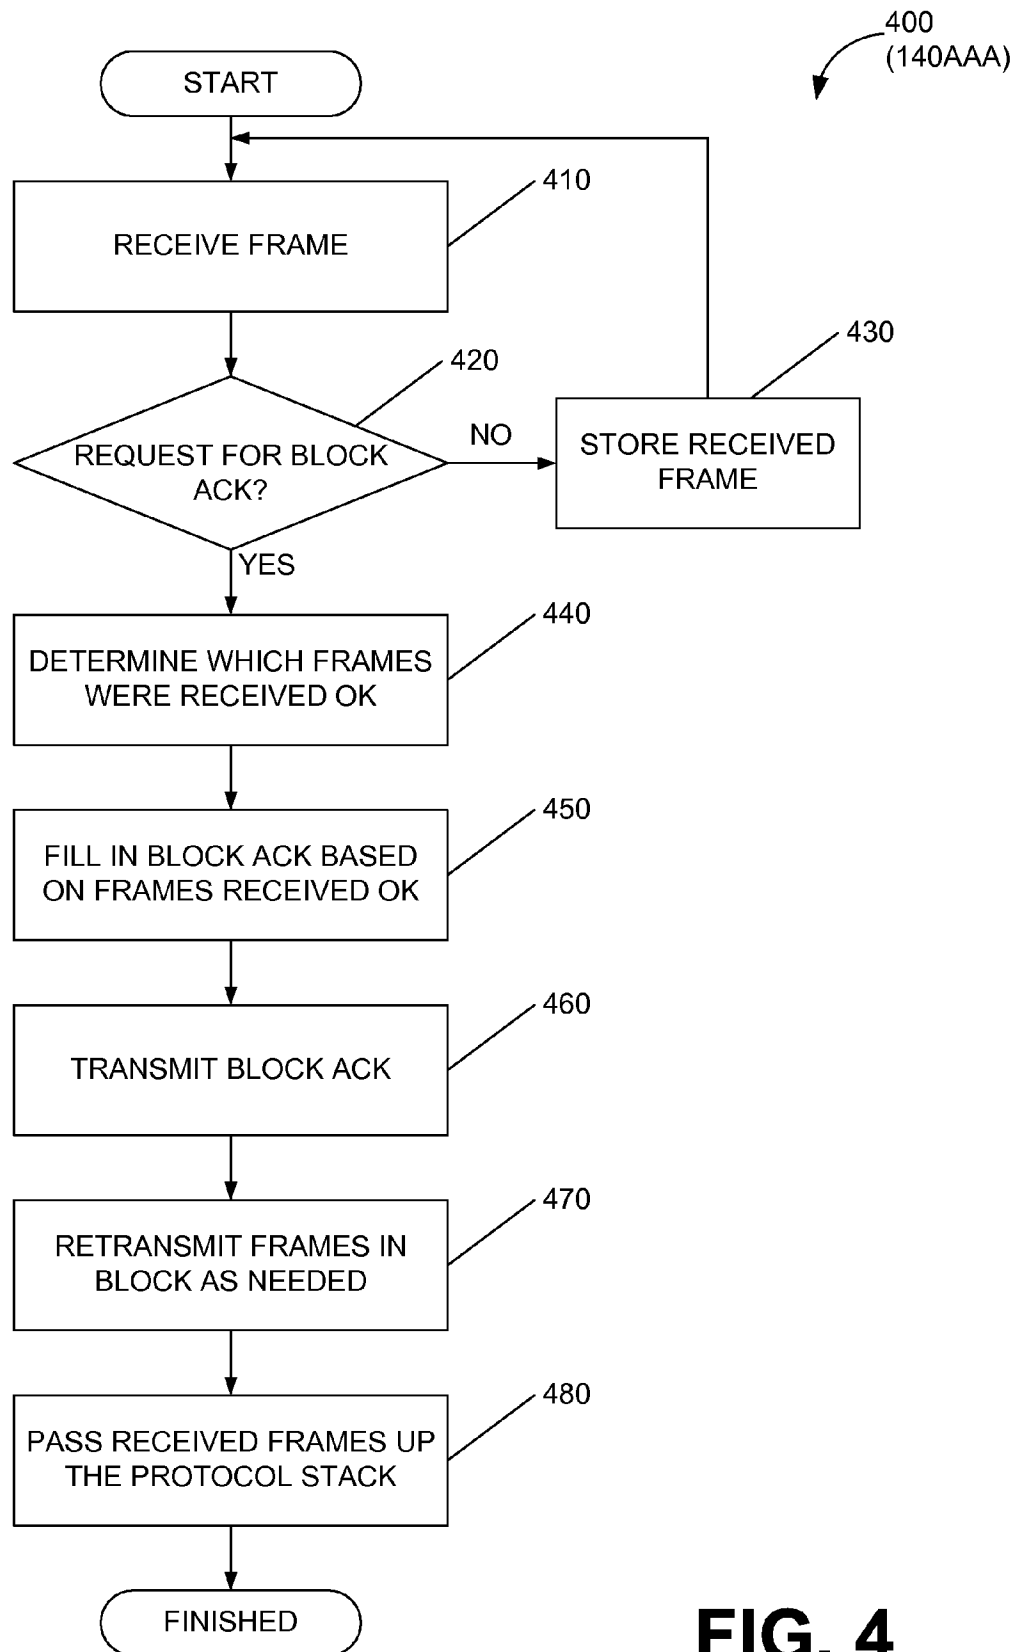 400
(140AAA)
START
410
RECEIVE FRAME
420
430
REQUEST FOR BLOCK
ACK?
NO
STORE RECEIVED
FRAME
YES
440
DETERMINE WHICH FRAMES
WERE RECEIVED OK
450
FILL IN BLOCK ACK BASED
ON FRAMES RECEIVED OK
460
TRANSMIT BLOCK ACK
470
RETRANSMIT FRAMES IN
BLOCK AS NEEDED
480
PASS RECEIVED FRAMES UP
THE PROTOCOL STACK
FINISHED
FIG. 4